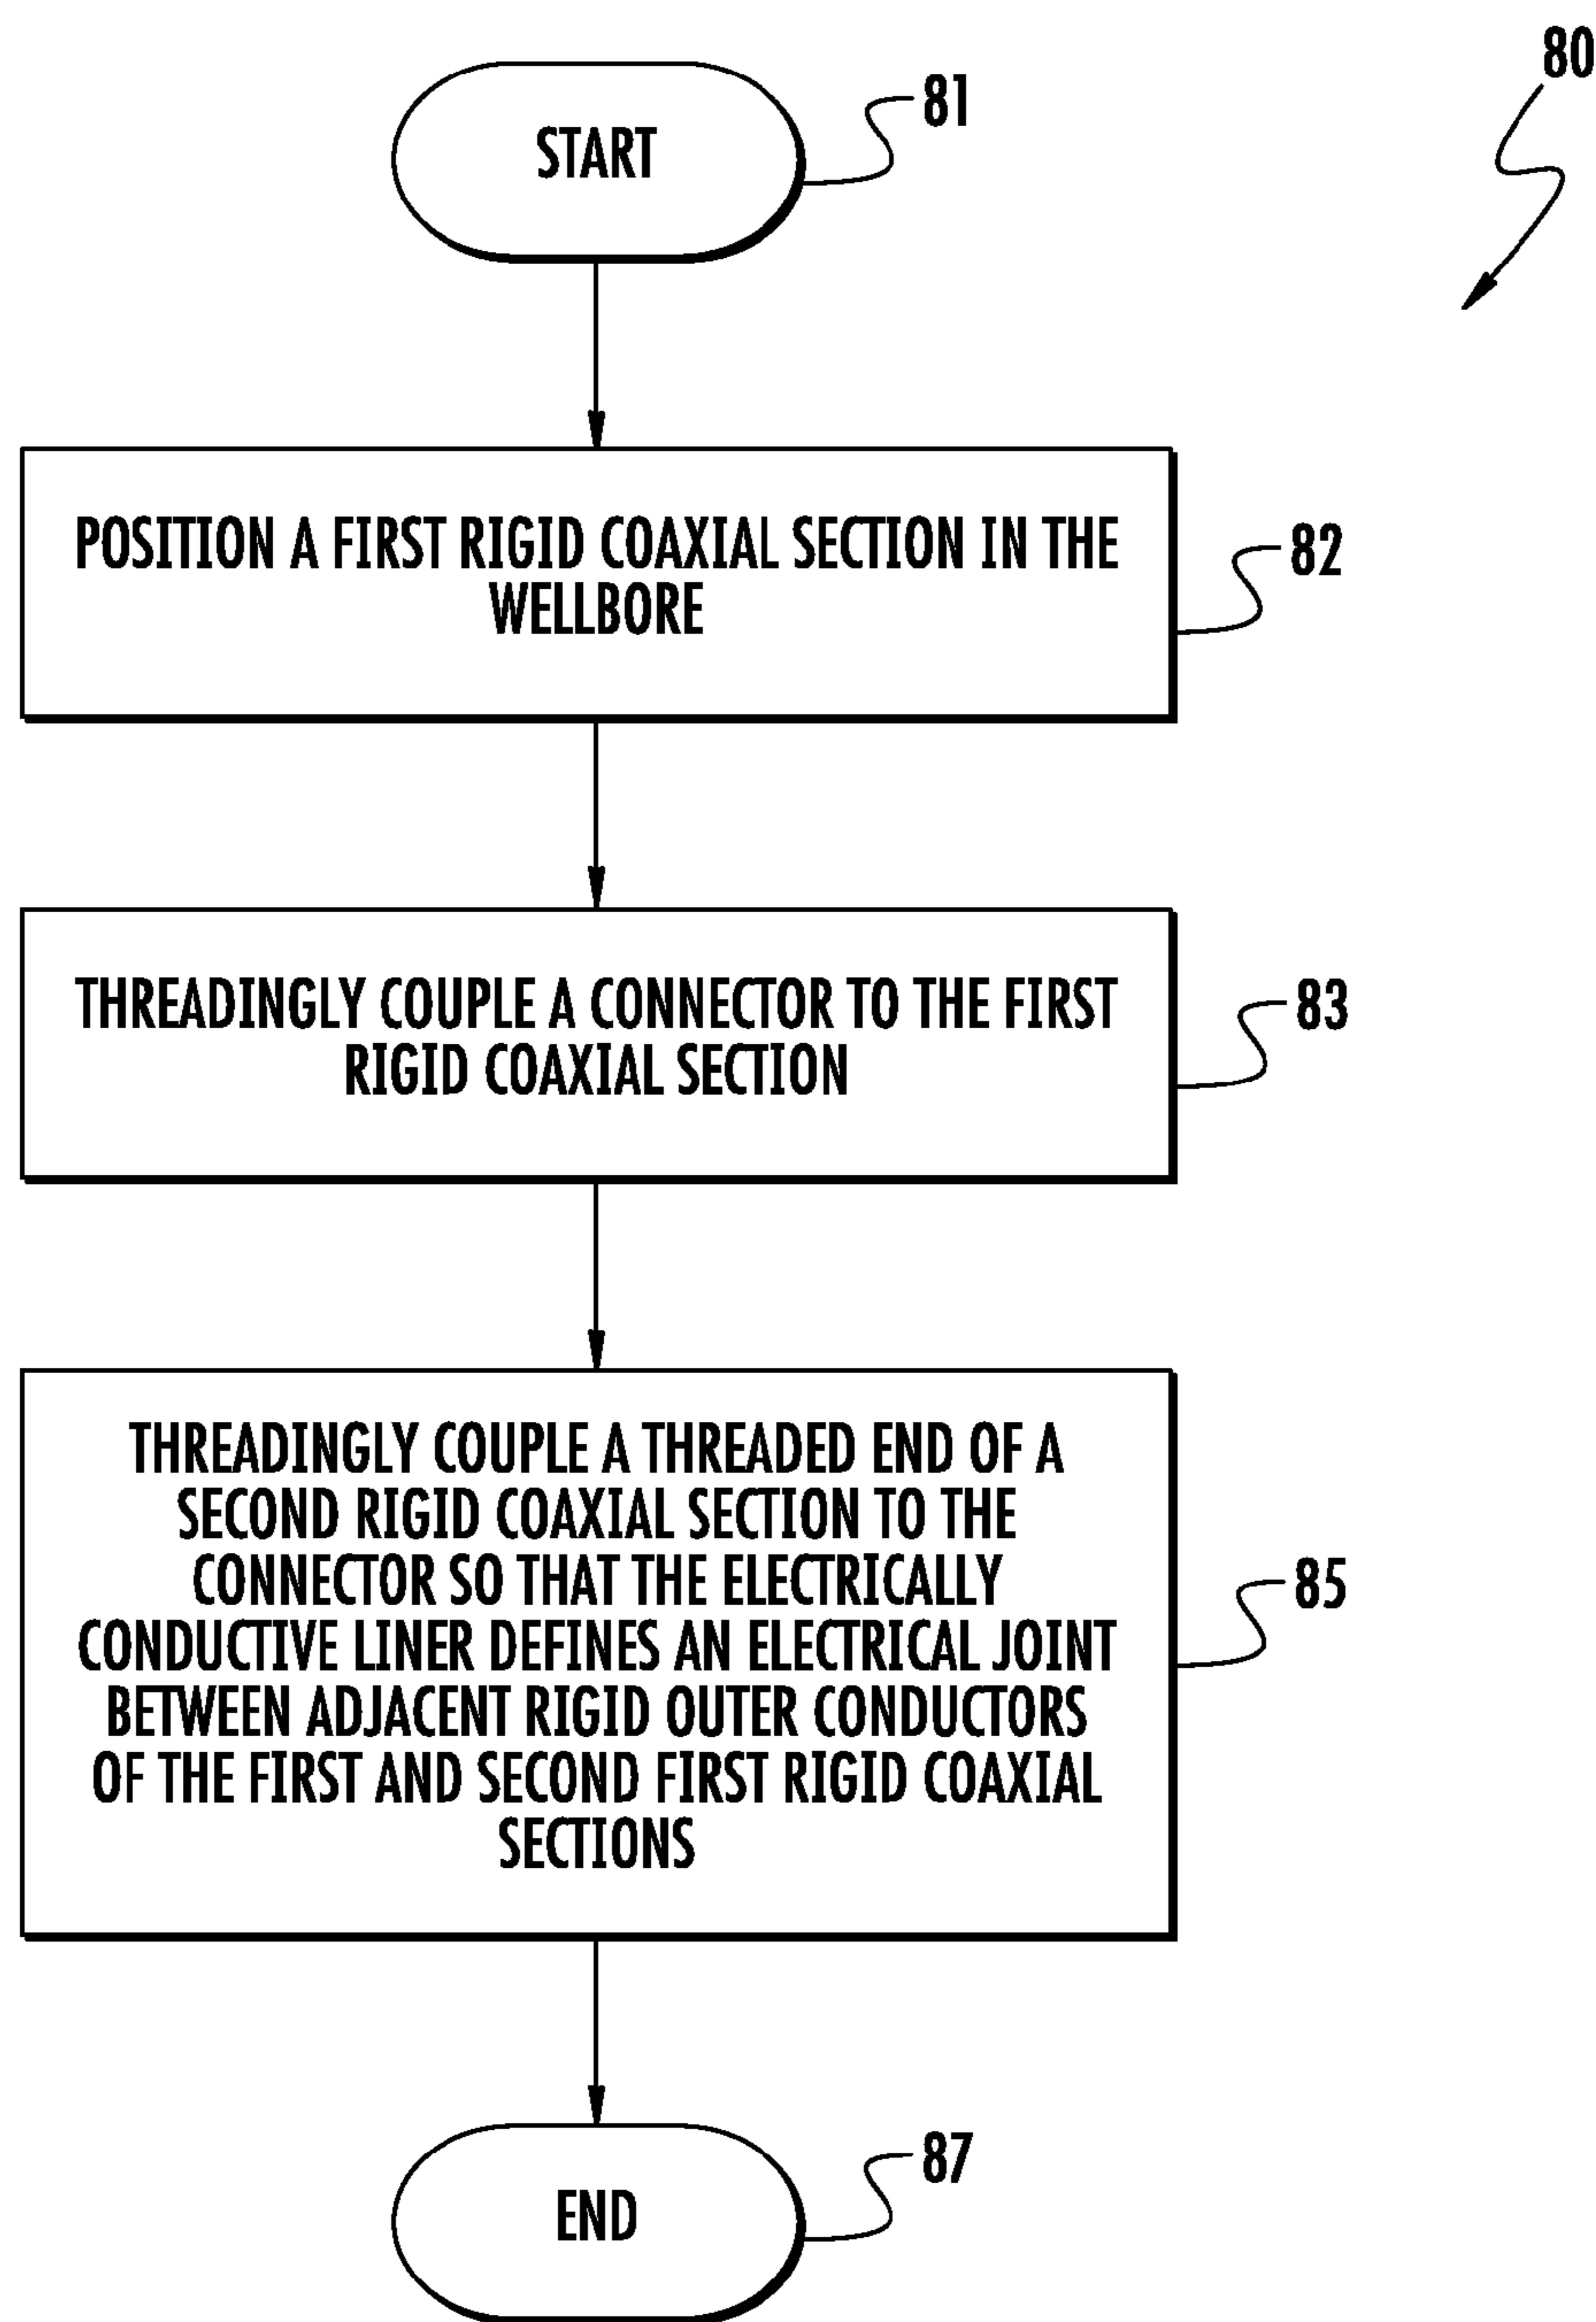 80
START
81
POSITION A FIRST RIGID COAXIAL SECTION IN THE
WELLBORE
82
THREADINGLY COUPLE A CONNECTOR TO THE FIRST
RIGID COAXIAL SECTION
83
THREADINGLY COUPLE A THREADED END OF A
SECOND RIGID COAXIAL SECTION TO THE
CONNECTOR SO THAT THE ELECTRICALLY
CONDUCTIVE LINER DEFINES AN ELECTRICAL JOINT
BETWEEN ADJACENT RIGID OUTER CONDUCTORS
OF THE FIRST AND SECOND FIRST RIGID COAXIAL
SECTIONS
85
END
87